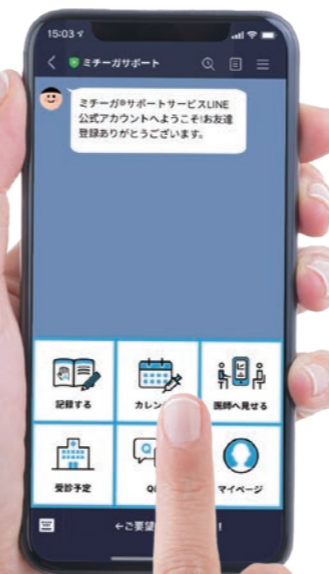 15:03
ミチーガサポート
ミチーガ®サポートサービスLINE
公式アカウントへようこそ!お友達
登録ありがとうございます。
記録する
カレン
医師へ見せる
受診予定
Q
マイページ
←ご要望
!